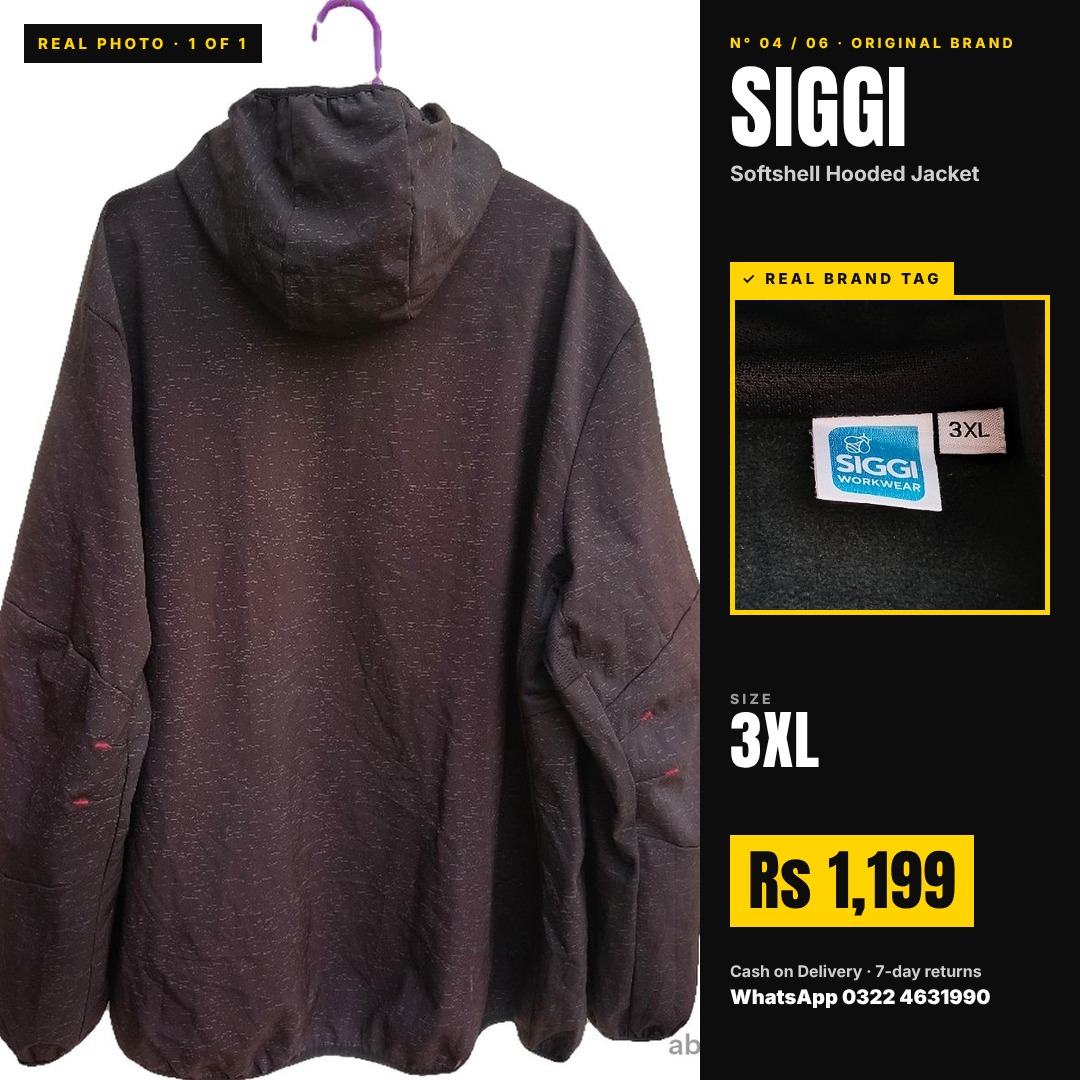 REAL PHOTO · 1 OF 1
N° 04 / 06 · ORIGINAL BRAND
SIGGI
Softshell Hooded Jacket
✓ REAL BRAND TAG
SIGGI
WORKWEAR
3XL
SIZE
3XL
Rs 1,199
Cash on Delivery · 7-day returns
WhatsApp 0322 4631990
ab